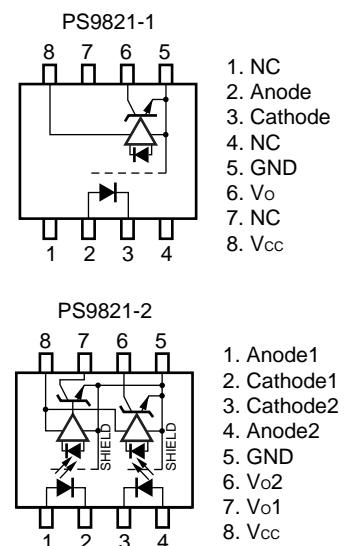 PS9821-1
8 7 6 5
1 2 3 4
1. NC
2. Anode
3. Cathode
4. NC
5. GND
6. Vo
7. NC
8. Vcc
PS9821-2
8 7 6 5
SHIELD
SHIELD
1 2 3 4
1. Anode1
2. Cathode1
3. Cathode2
4. Anode2
5. GND
6. Vo2
7. Vo1
8. Vcc